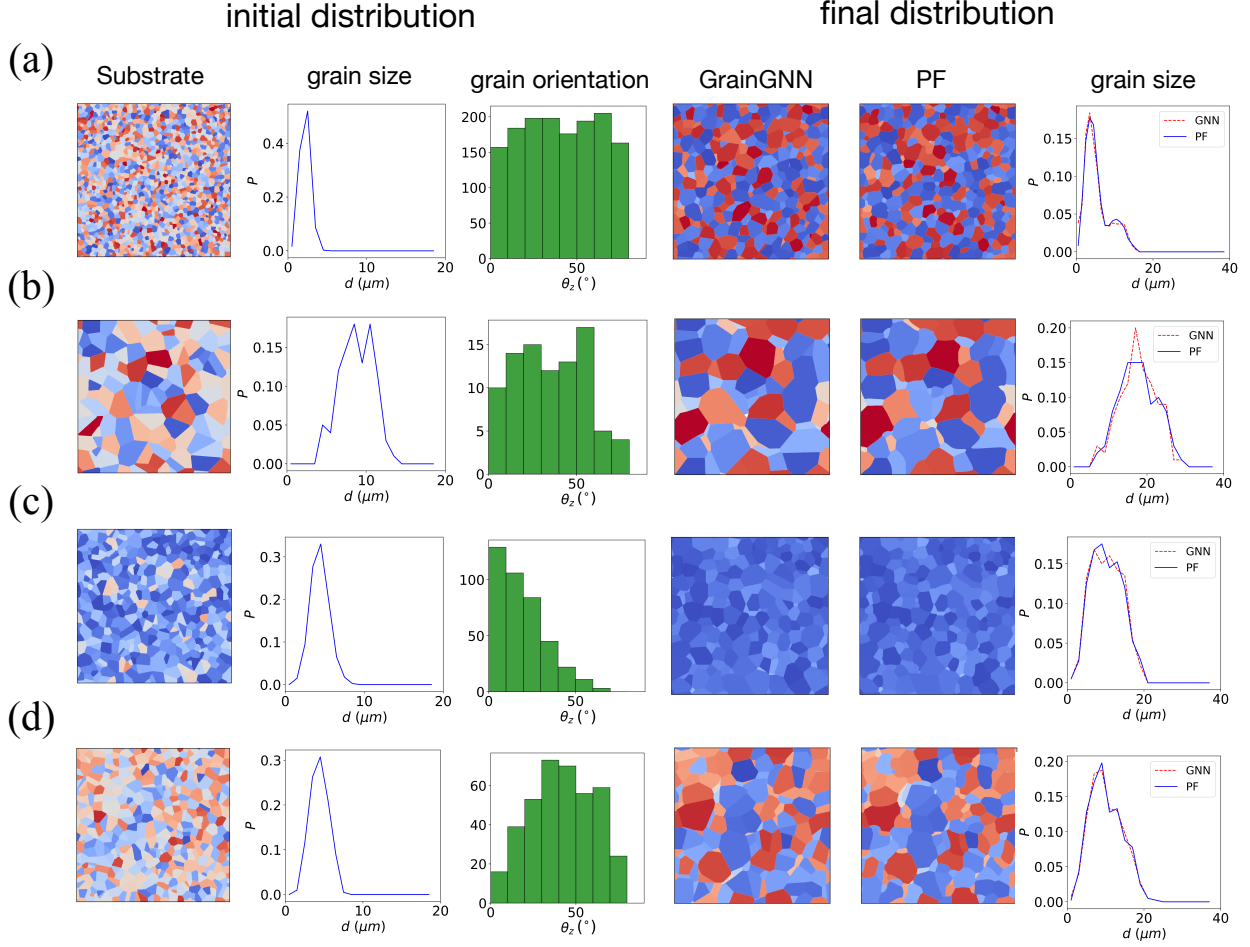 initial distribution
final distribution
(a)
Substrate
grain size
grain orientation
GrainGNN
PF
grain size
0.4
0.2
0.0
P
0
10
20
d (μm)
200
150
100
50
0
50
θz (°)
0.15
0.10
0.05
0.00
P
0
20
40
d (μm)
GNN
PF
(b)
0.15
0.10
0.05
0.00
P
0
10
20
d (μm)
15
10
5
0
50
θz (°)
0.20
0.15
0.10
0.05
0.00
P
0
20
40
d (μm)
GNN
PF
(c)
0.3
0.2
0.1
0.0
P
0
10
20
d (μm)
100
50
0
0
50
θz (°)
0.15
0.10
0.05
0.00
P
0
20
40
d (μm)
GNN
PF
(d)
0.3
0.2
0.1
0.0
P
0
10
20
d (μm)
60
40
20
0
0
50
θz (°)
0.20
0.15
0.10
0.05
0.00
P
0
20
40
d (μm)
GNN
PF